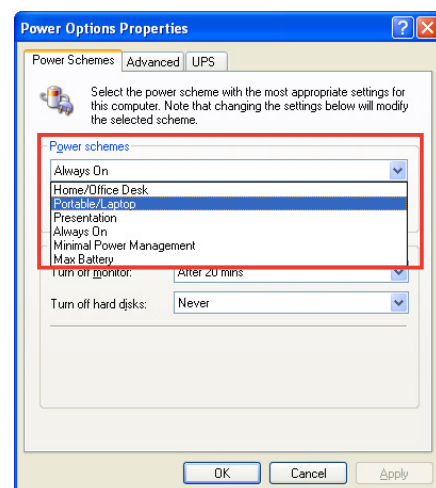 Power Options Properties
Power Schemes Advanced UPS
Select the power scheme with the most appropriate settings for
this computer. Note that changing the settings below will modify
the selected scheme.
Power schemes
Always On
Home/Office Desk
Portable/Laptop
Presentation
Always On
Minimal Power Management
Max Battery
Turn off monitor: After 20 mins
Turn off hard disks: Never
OK Cancel Apply